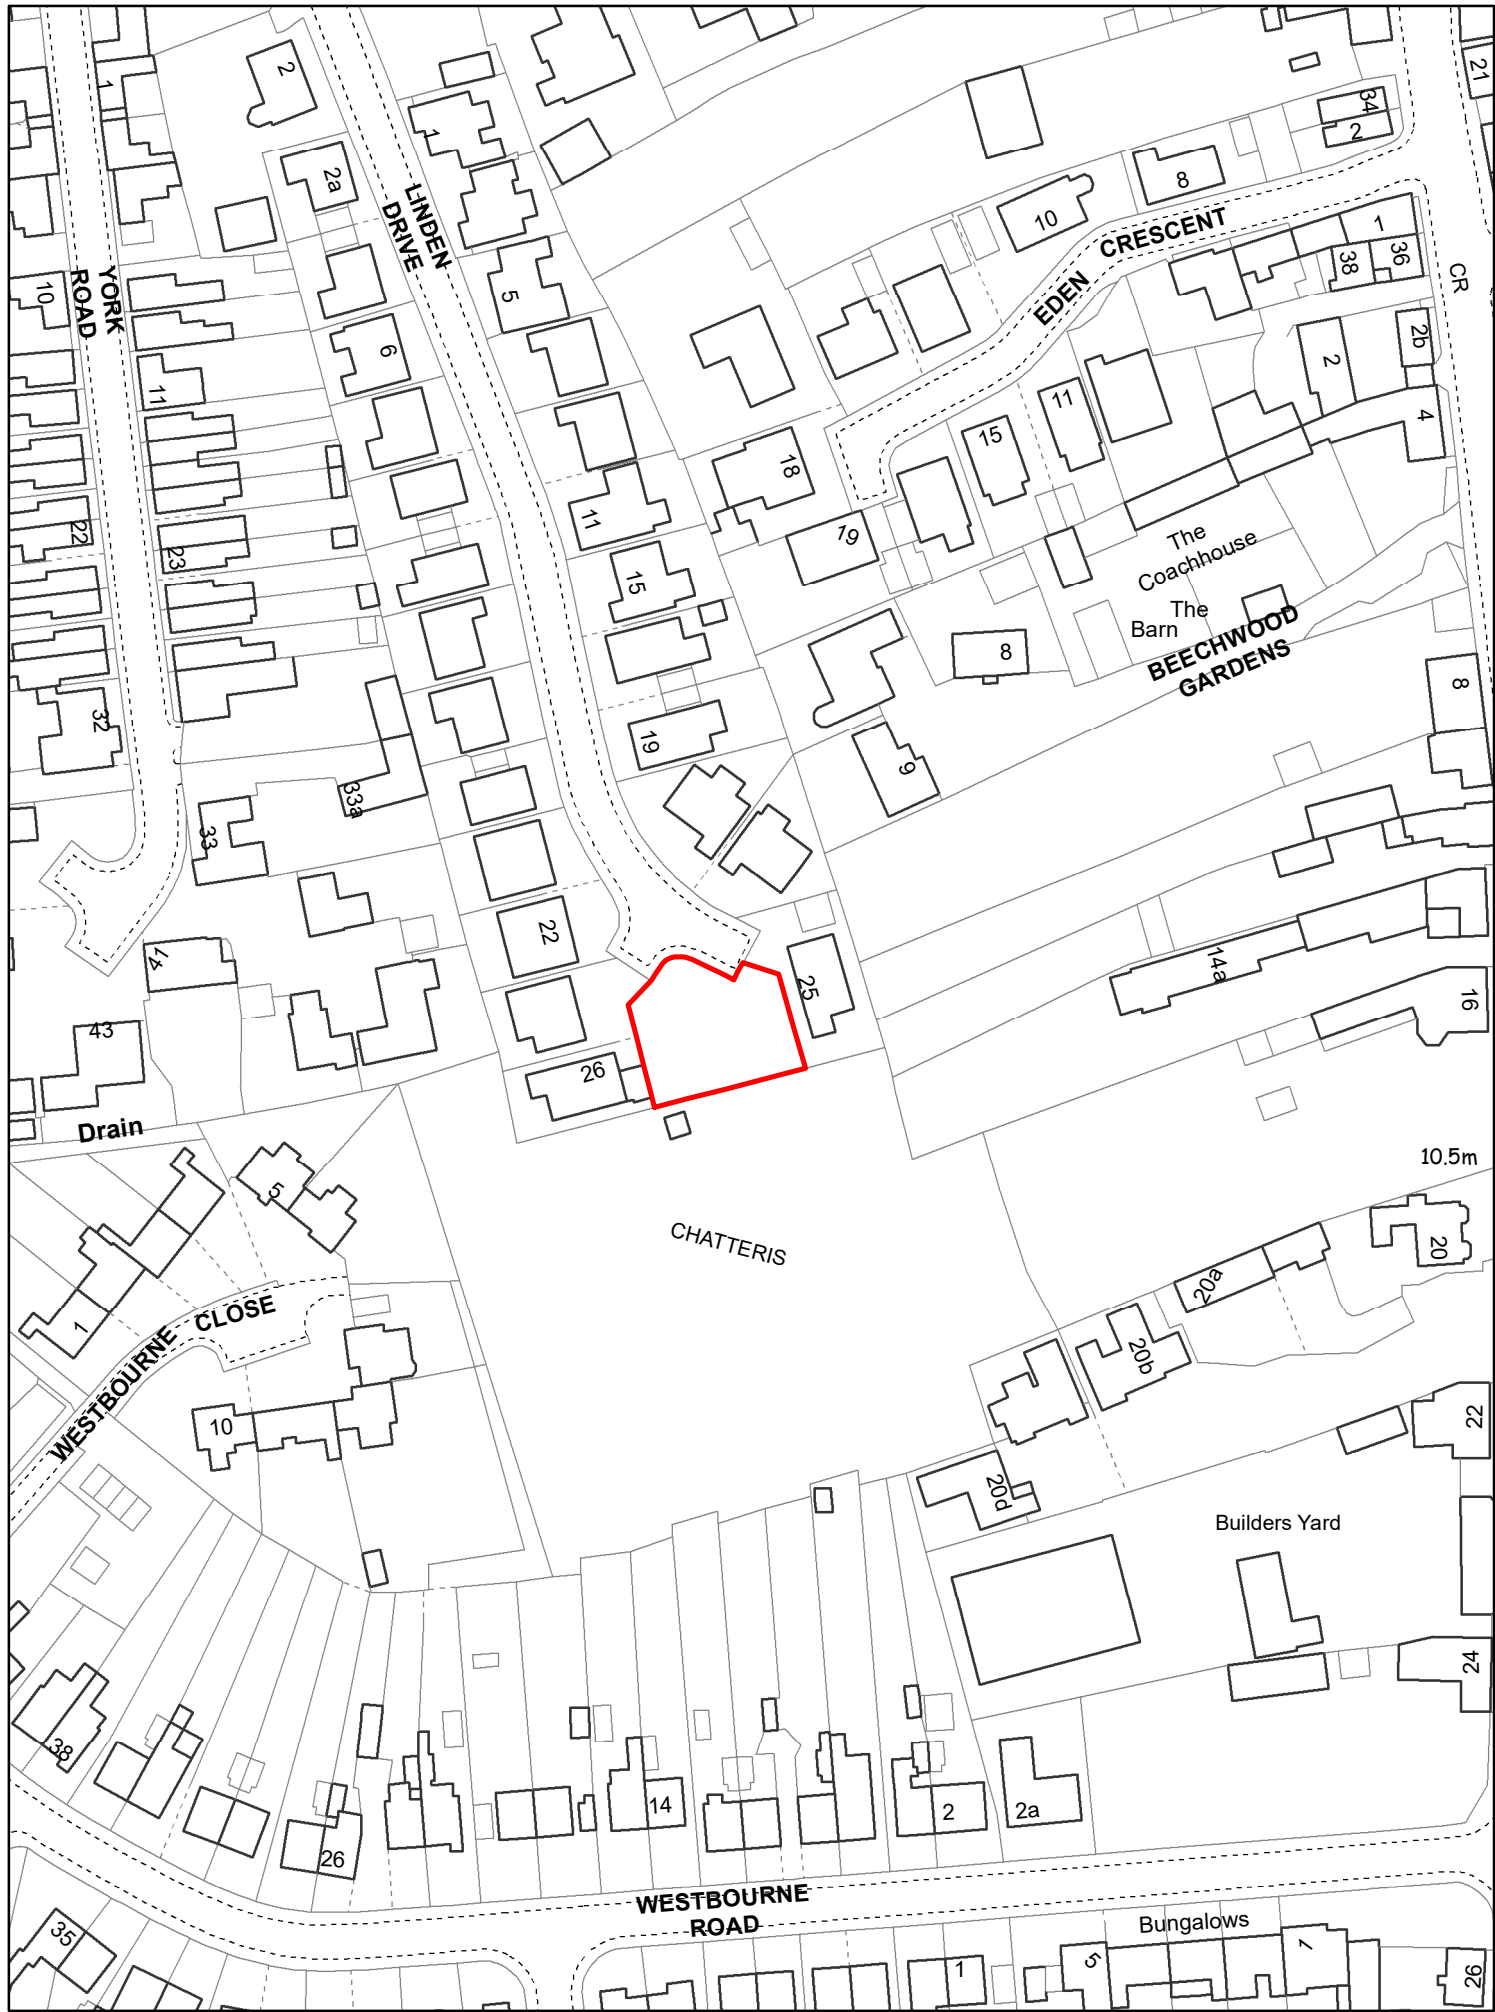 1
2
21
34
2
1
2a
LINDEN
DRIVE
8
10
EDEN
CRESCENT
1
36
38
CR
YORK
ROAD
10
5
6
2b
2
4
11
11
15
18
22
23
11
19
15
The
Coachhouse
The
Barn
BEECHWOOD
GARDENS
8
8
32
19
9
33a
33
22
41
14a
25
16
43
26
Drain
10.5m
5
CHATTERIS
20
20a
1
WESTBOURNE
CLOSE
20b
10
22
20d
Builders Yard
24
38
14
2
2a
26
WESTBOURNE
ROAD
35
Bungalows
1
5
7
26